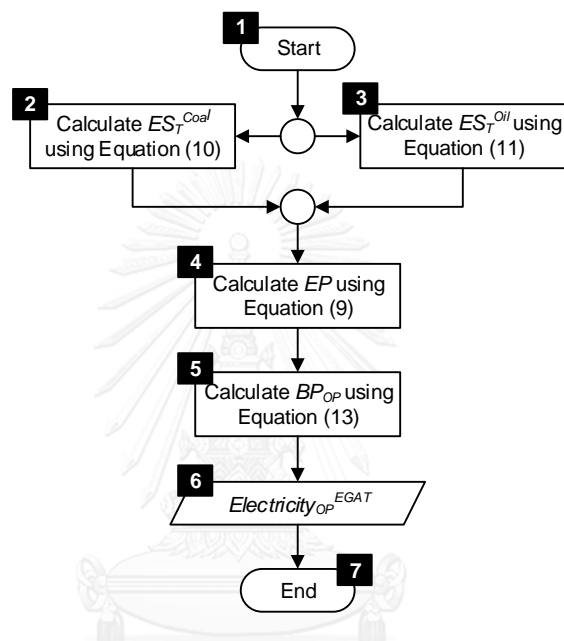 1
Start
2
Calculate ES_T^Coal
using Equation (10)
3
Calculate ES_T^Oil using
Equation (11)
4
Calculate EP using
Equation (9)
5
Calculate BP_OP using
Equation (13)
6
Electricity_OP^EGAT
7
End